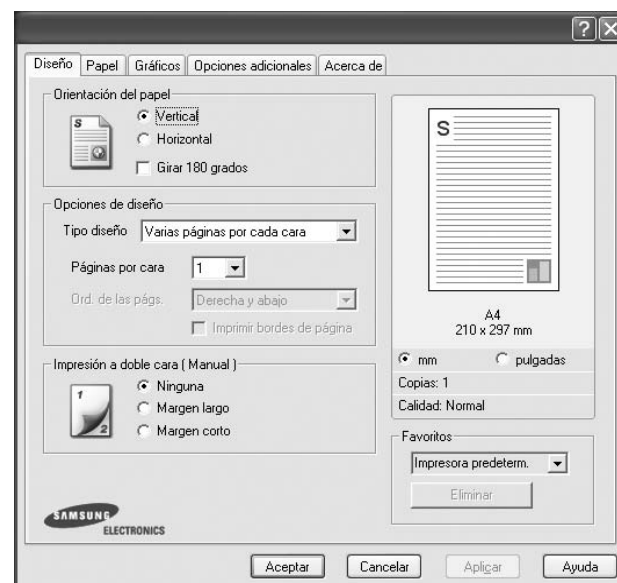 Diseño Papel Gráficos Opciones adicionales Acerca de
Orientación del papel
S
Vertical
Horizontal
Girar 180 grados
Opciones de diseño
Tipo diseño Varias páginas por cada cara
Páginas por cara 1
Ord. de las págs. Derecha y abajo
Imprimir bordes de página
Impresión a doble cara ( Manual )
1
2
Ninguna
Margen largo
Margen corto
SAMSUNG
ELECTRONICS
S
A4
210 x 297 mm
mm pulgadas
Copias: 1
Calidad: Normal
Favoritos
Impresora predeterm.
Eliminar
Aceptar Cancelar Aplicar Ayuda